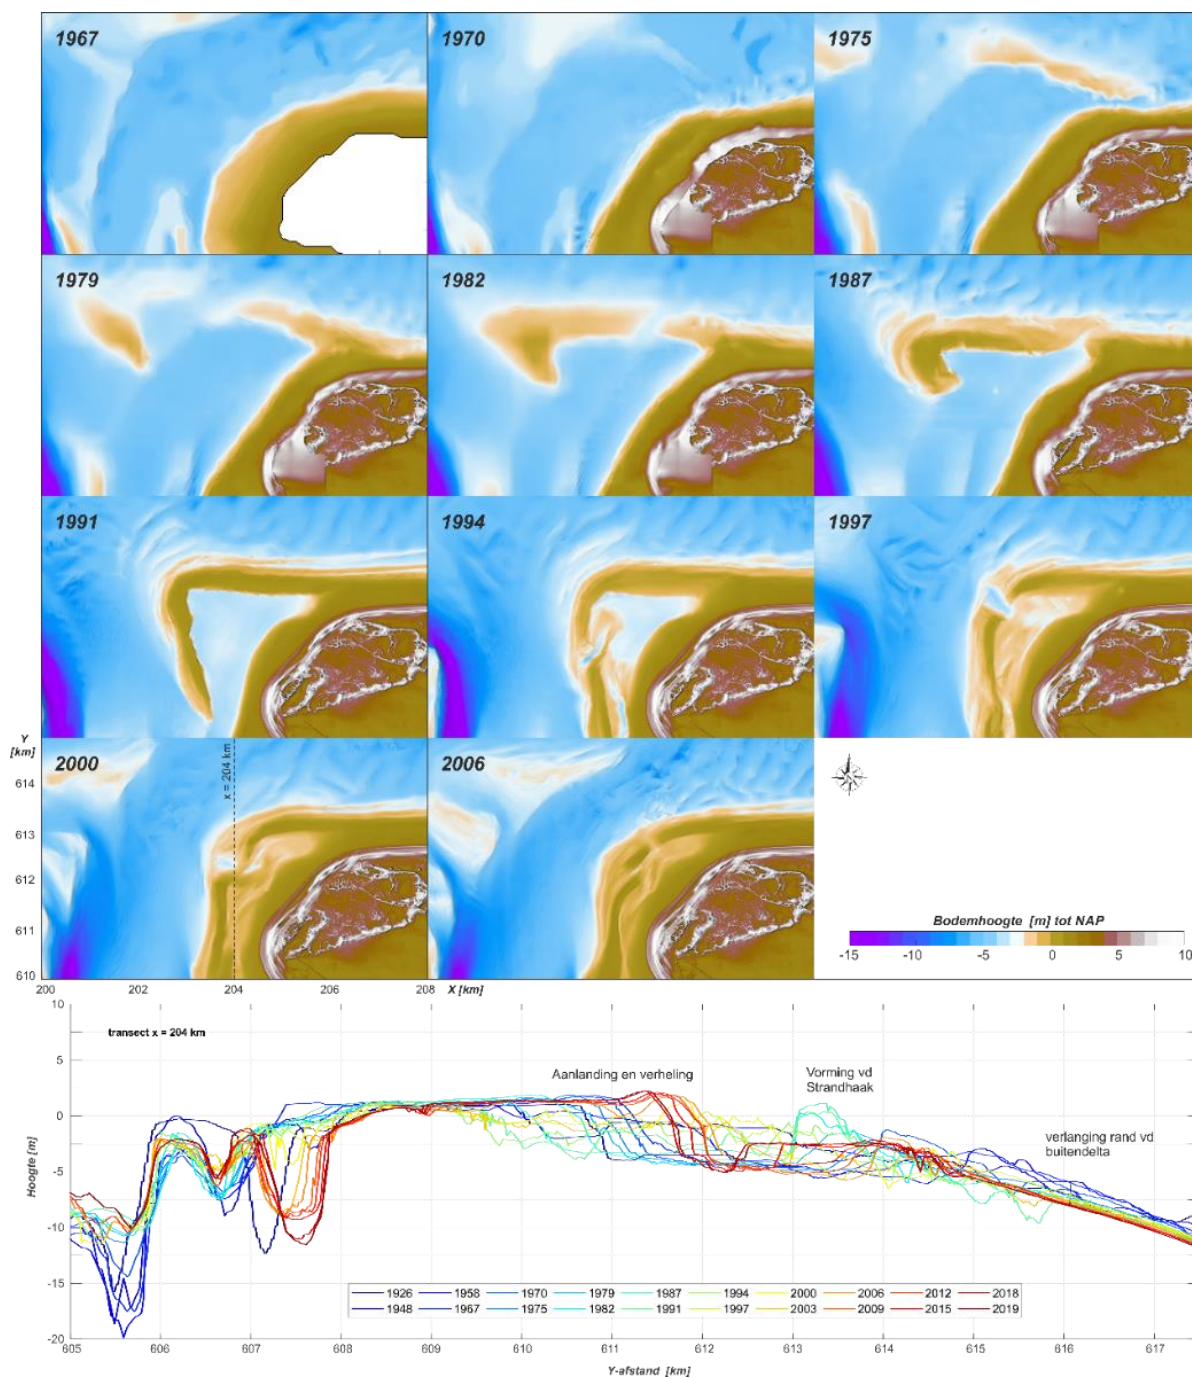 1967
1970
1975
1979
1982
1987
1991
1994
1997
Y
[km]
2000
2006
x = 204 km
614
613
612
611
610
200
202
204
206
208
X [km]
Bodemhoogte [m] tot NAP
-15
-10
-5
0
5
10
transect x = 204 km
Aanlanding en verheling
Vorming vd
Strandhaak
verlanging rand vd
buitendelta
Hoogte [m]
10
5
0
-5
-10
-15
-20
1926 1958 1970 1979 1987 1994 2000 2006 2012 2018
1948 1967 1975 1982 1991 1997 2003 2009 2015 2019
605 606 607 608 609 610 611 612 613 614 615 616 617
Y-afstand [km]